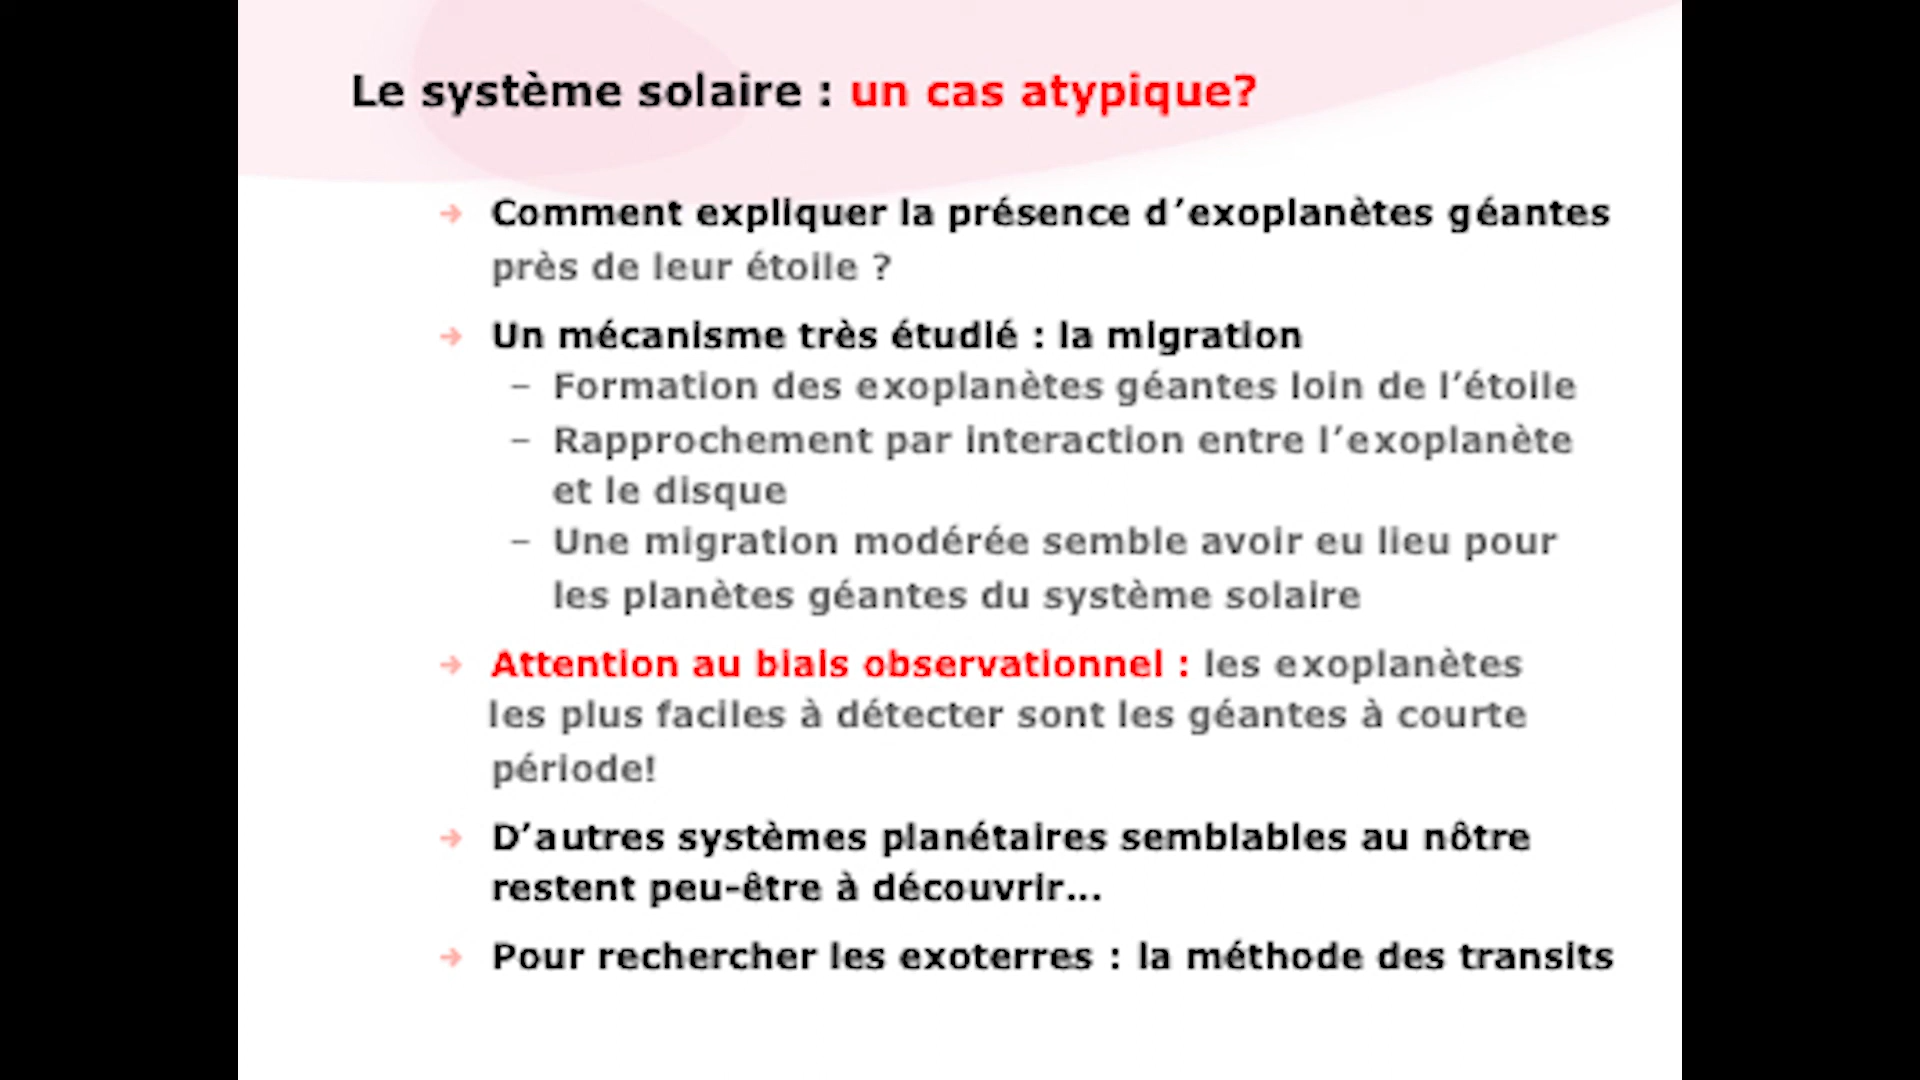 Le système solaire : un cas atypique?
→ Comment expliquer la présence d'exoplanètes géantes
près de leur étoile ?
→ Un mécanisme très étudié : la migration
– Formation des exoplanètes géantes loin de l'étoile
– Rapprochement par interaction entre l'exoplanète
et le disque
– Une migration modérée semble avoir eu lieu pour
les planètes géantes du système solaire
→ Attention au biais observationnel : les exoplanètes
les plus faciles à détecter sont les géantes à courte
période!
→ D'autres systèmes planétaires semblables au nôtre
restent peu-être à découvrir...
→ Pour rechercher les exoterres : la méthode des transits